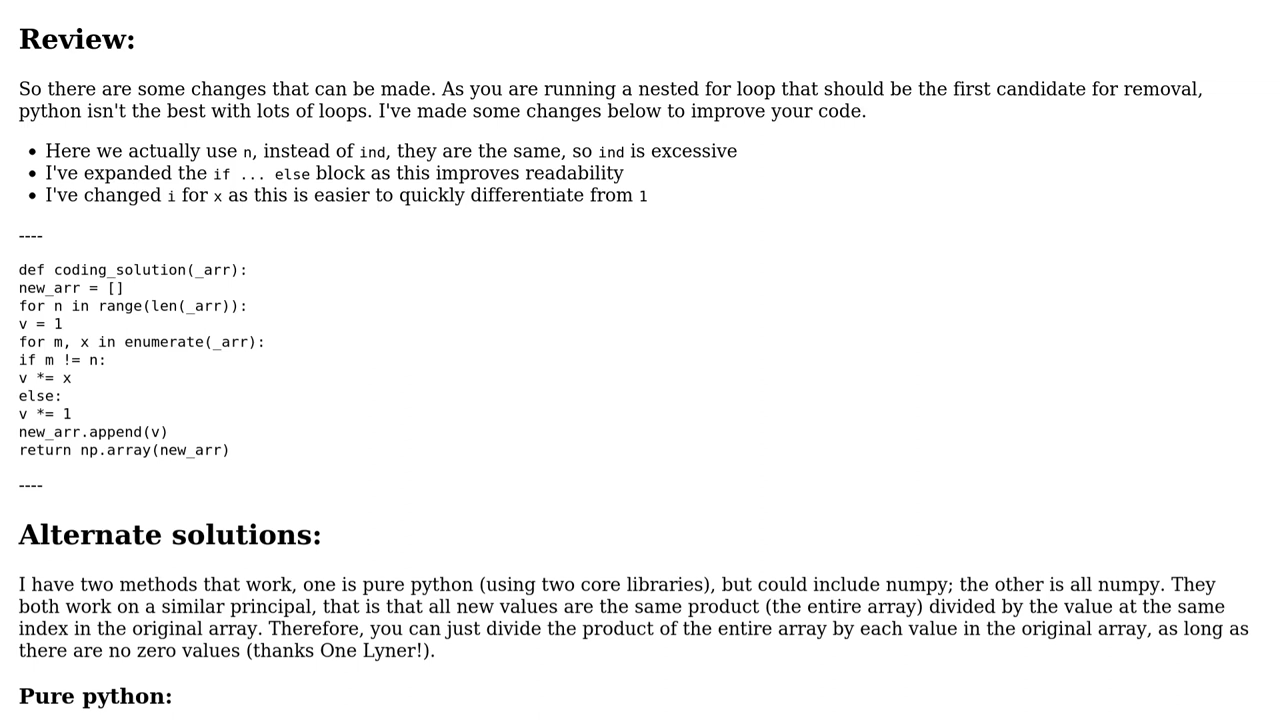 Review:
So there are some changes that can be made. As you are running a nested for loop that should be the first candidate for removal,
python isn't the best with lots of loops. I've made some changes below to improve your code.
• Here we actually use n, instead of ind, they are the same, so ind is excessive
• I've expanded the if ... else block as this improves readability
• I've changed i for x as this is easier to quickly differentiate from 1
----
def coding_solution(_arr):
new_arr = []
for n in range(len(_arr)):
v = 1
for m, x in enumerate(_arr):
if m != n:
v *= x
else:
v *= 1
new_arr.append(v)
return np.array(new_arr)
----
Alternate solutions:
I have two methods that work, one is pure python (using two core libraries), but could include numpy; the other is all numpy. They
both work on a similar principal, that is that all new values are the same product (the entire array) divided by the value at the same
index in the original array. Therefore, you can just divide the product of the entire array by each value in the original array, as long as
there are no zero values (thanks One Lyner!).
Pure python: